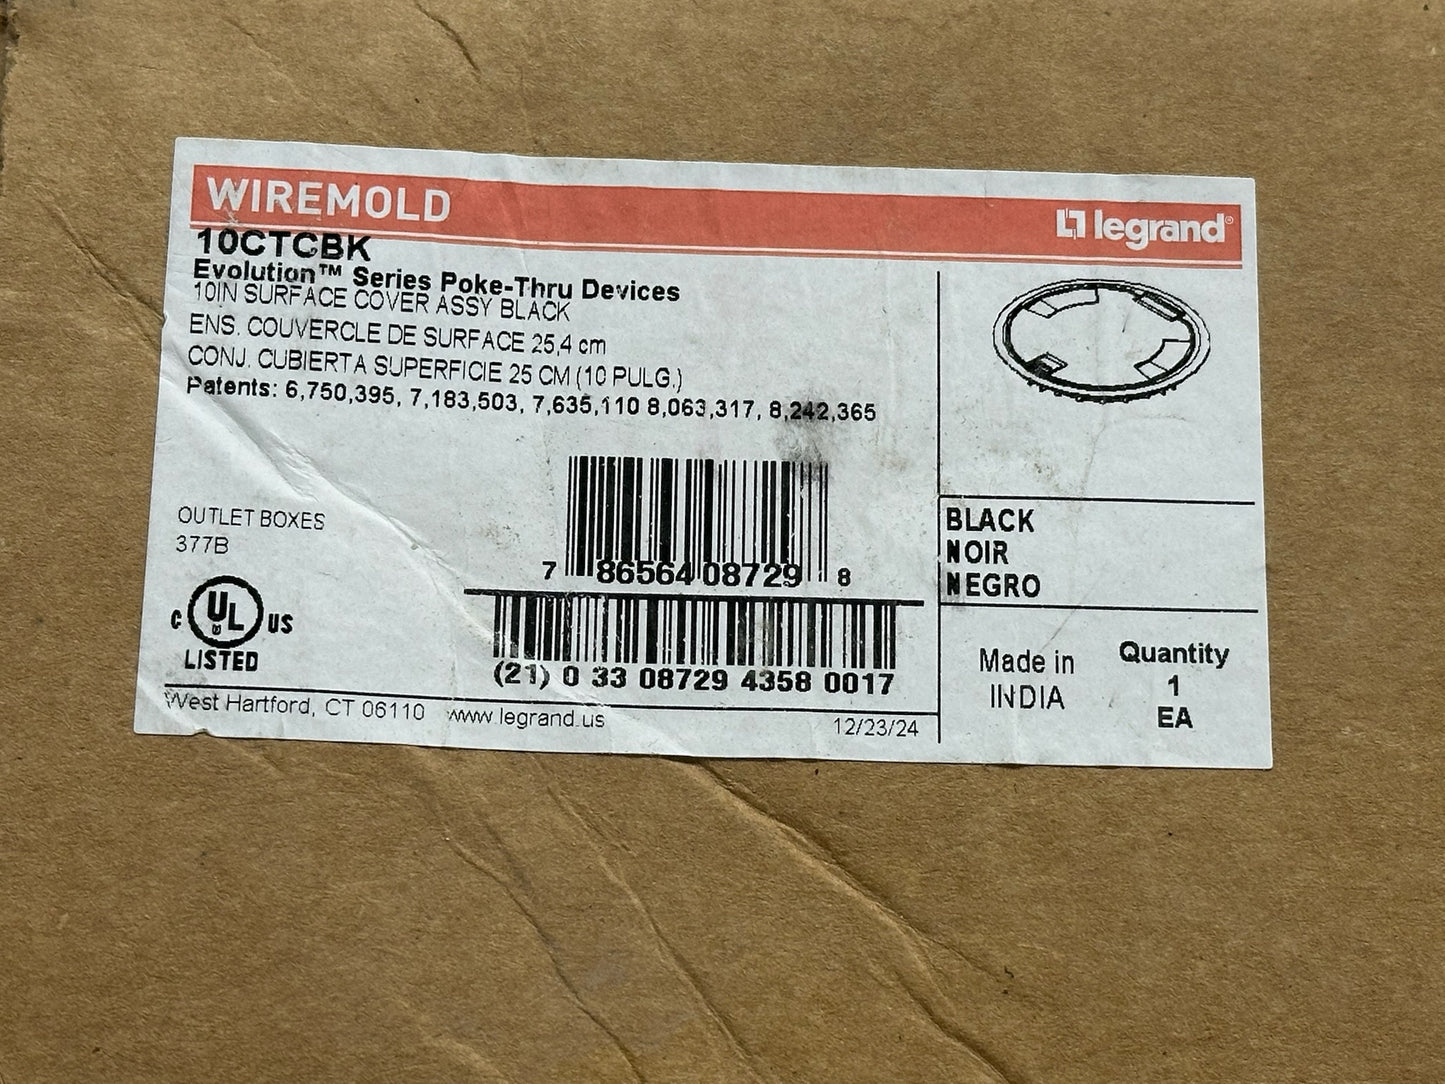 WIREMOLD
legrand®
10CTCBK
Evolution™ Series Poke-Thru Devices
10IN SURFACE COVER ASSY BLACK
ENS. COUVERCLE DE SURFACE 25,4 cm
CONJ. CUBIERTA SUPERFICIE 25 CM (10 PULG.)
Patents: 6,750,395, 7,183,503, 7,635,110 8,063,317, 8,242,365
OUTLET BOXES
377B
C UL US
LISTED
7 86564 08729 8
(21) 0 33 08729 4358 0017
West Hartford, CT 06110 www.legrand.us
12/23/24
BLACK
NOIR
NEGRO
Made in
INDIA
Quantity
1
EA